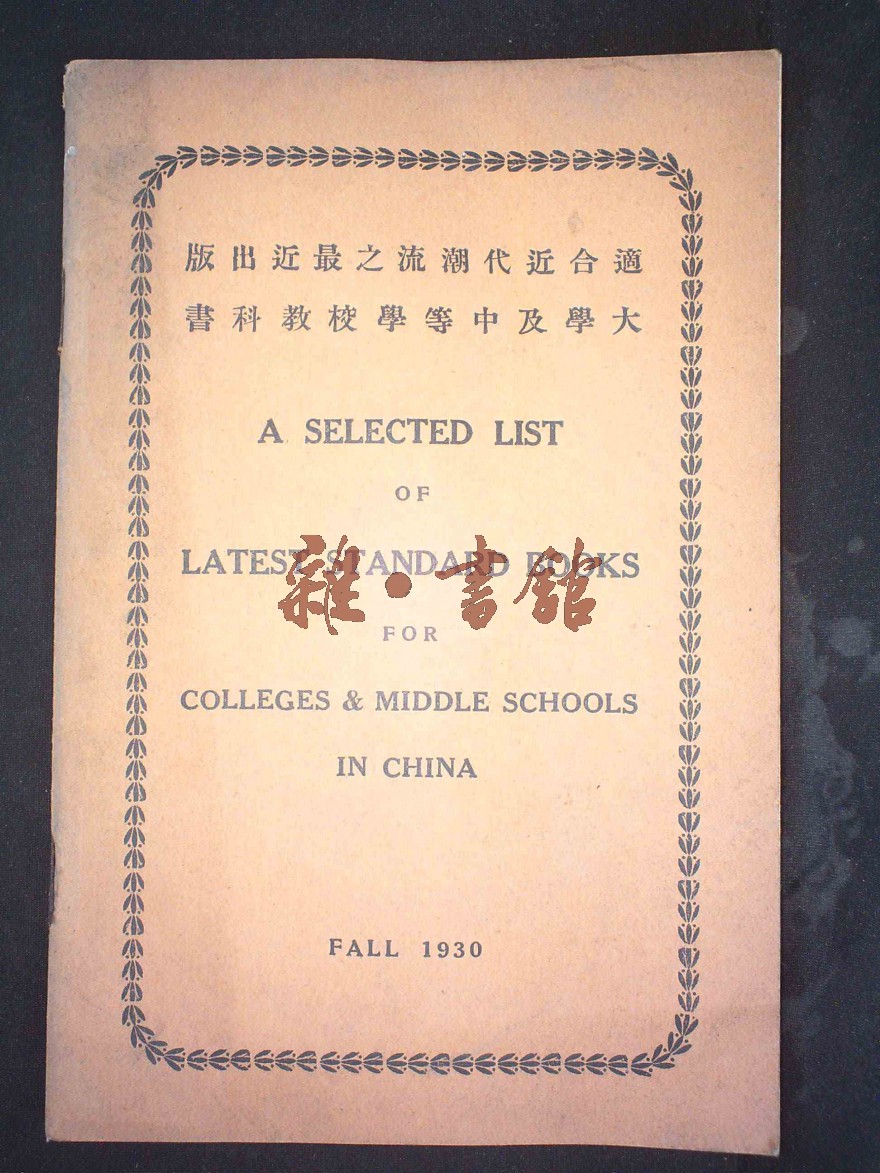 適合近代潮流之最近出版
大學及中等學校教科書
A SELECTED LIST
OF
LATEST STANDARD BOOKS
雜·書館
FOR
COLLEGES & MIDDLE SCHOOLS
IN CHINA
FALL 1930